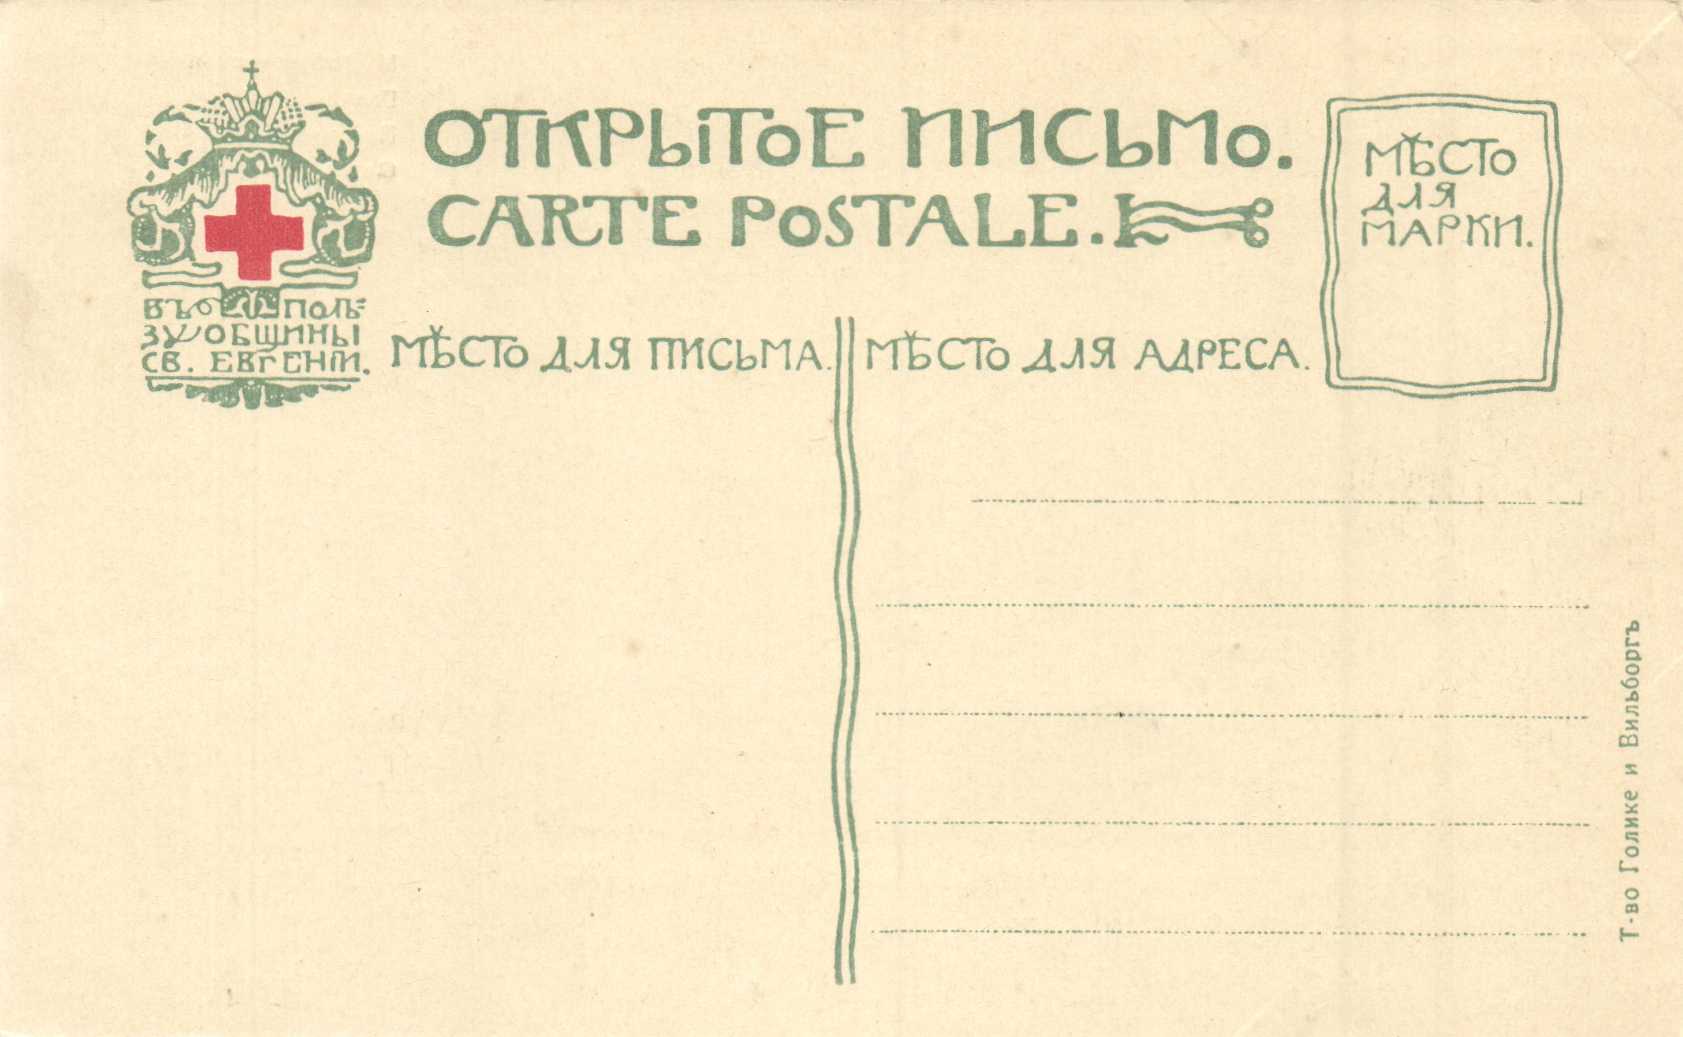 ОТКРЫТОЕ ПИСЬМО.
CARTE POSTALE.
МѢСТО
ДЛЯ
МАРКИ.
ВЪ ПОЛЬ=
ЗУ ОБЩИНЫ
СВ. ЕВГЕНІИ.
МѢСТО ДЛЯ ПИСЬМА.
МѢСТО ДЛЯ АДРЕСА.
Т-во Голике и Вильборгъ